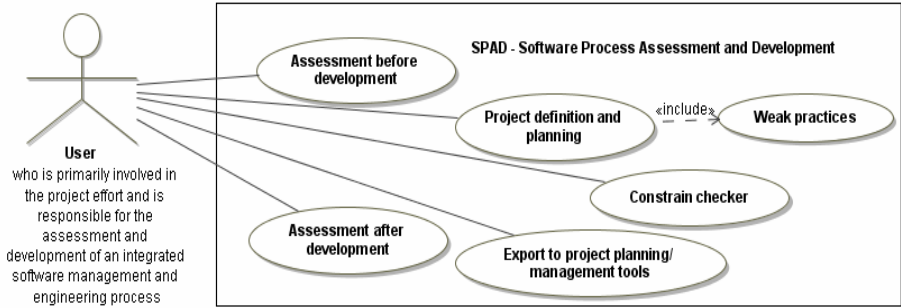 SPAD - Software Process Assessment and Development
Assessment before
development
Project definition and
planning
«include»
Weak practices
Constrain checker
Assessment after
development
Export to project planning/
management tools
User
who is primarily involved in
the project effort and is
responsible for the
assessment and
development of an integrated
software management and
engineering process